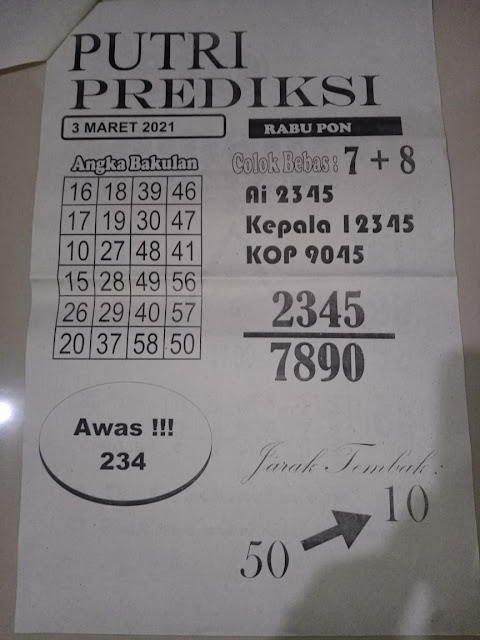 PUTRI
PREDIKSI
3 MARET 2021
RABU PON
Angka Bakulan
16 18 39 46
17 19 30 47
10 27 48 41
15 28 49 56
26 29 40 57
20 37 58 50
Colok Bebas : 7 + 8
Ai 2345
Kepala 12345
KOP 9045
2345
7890
Awas !!!
234
Jarak Tembak :
50
10